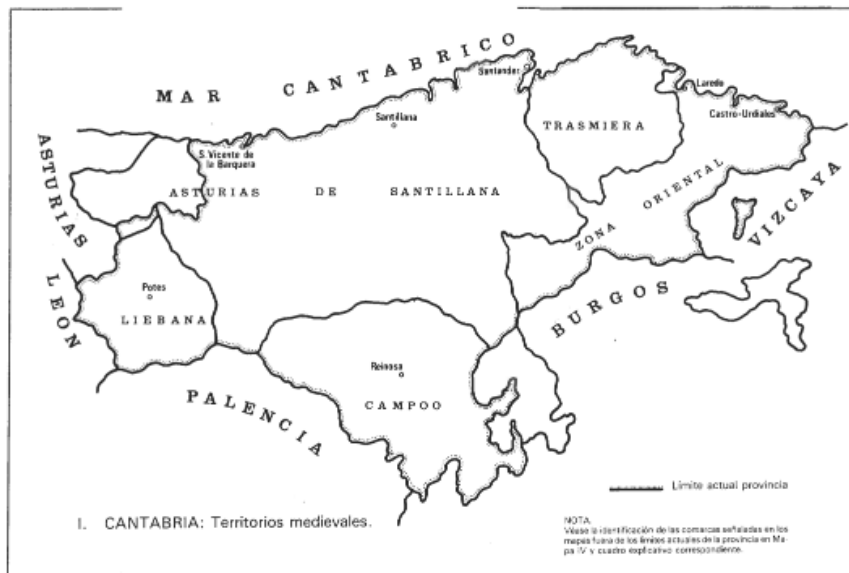 MAR CANTABRICO
Santander
Laredo
Santillana
Castro-Urdiales
TRASMIERA
S. Vicente de
la Barquera
ASTURIAS
ASTURIAS DE SANTILLANA
ZONA ORIENTAL
VIZCAYA
LEON
Potes
LIEBANA
BURGOS
Reinosa
CAMPOO
PALENCIA
Límite actual provincia
I. CANTABRIA: Territorios medievales.
NOTA.
Véase la identificación de las comarcas señaladas en los
mapas fuera de los límites actuales de la provincia en Ma-
pa IV y cuadro explicativo correspondiente.